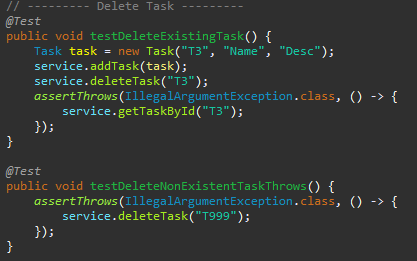 // --------- Delete Task ---------
@Test
public void testDeleteExistingTask() {
    Task task = new Task("T3", "Name", "Desc");
    service.addTask(task);
    service.deleteTask("T3");
    assertThrows(IllegalArgumentException.class, () -> {
        service.getTaskById("T3");
    });
}

@Test
public void testDeleteNonExistentTaskThrows() {
    assertThrows(IllegalArgumentException.class, () -> {
        service.deleteTask("T999");
    });
}